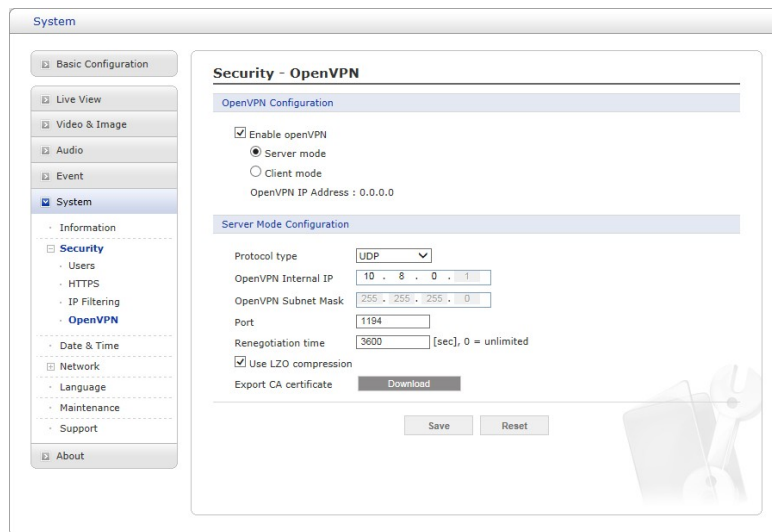 System
Basic Configuration
Live View
Video & Image
Audio
Event
System
Information
Security
Users
HTTPS
IP Filtering
OpenVPN
Date & Time
Network
Language
Maintenance
Support
About
Security - OpenVPN
OpenVPN Configuration
Enable openVPN
Server mode
Client mode
OpenVPN IP Address : 0.0.0.0
Server Mode Configuration
Protocol type UDP
OpenVPN Internal IP 10 . 8 . 0 . 1
OpenVPN Subnet Mask 255 . 255 . 255 . 0
Port 1194
Renegotiation time 3600 [sec], 0 = unlimited
Use LZO compression
Export CA certificate Download
Save Reset